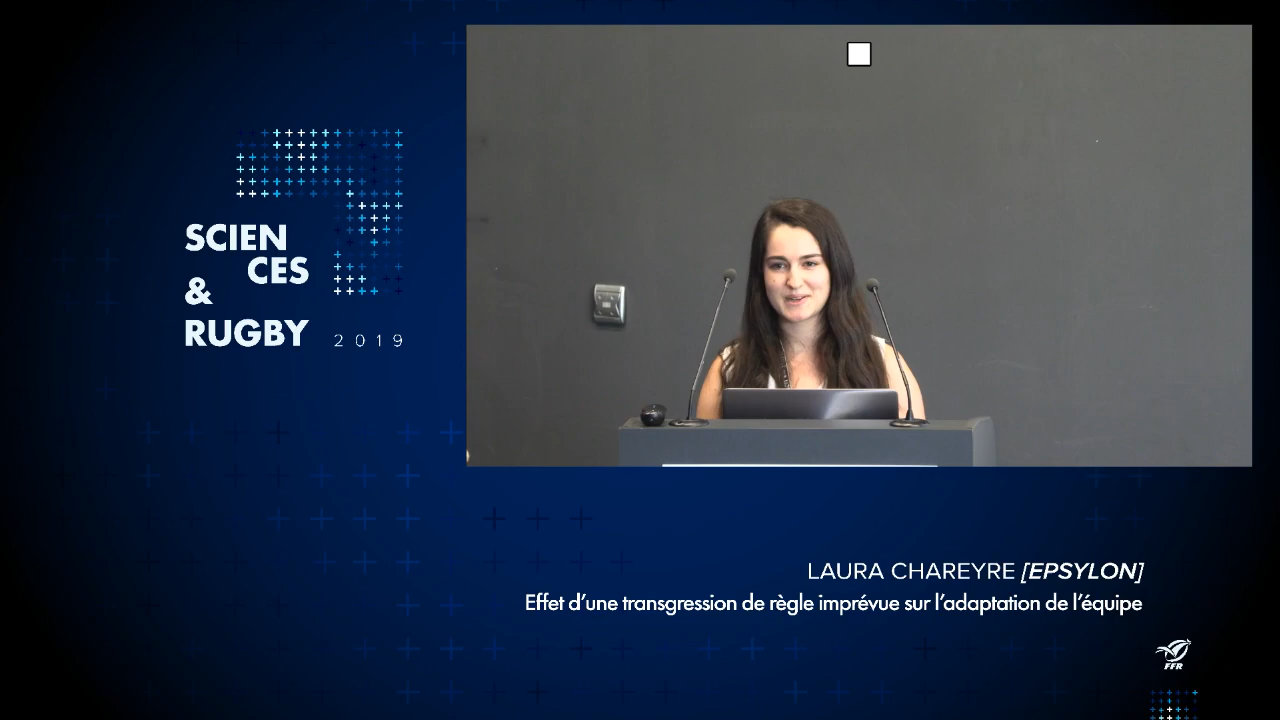 SCIEN
CES
&
RUGBY 2019
LAURA CHAREYRE [EPSYLON]
Effet d'une transgression de règle imprévue sur l'adaptation de l'équipe
FFR